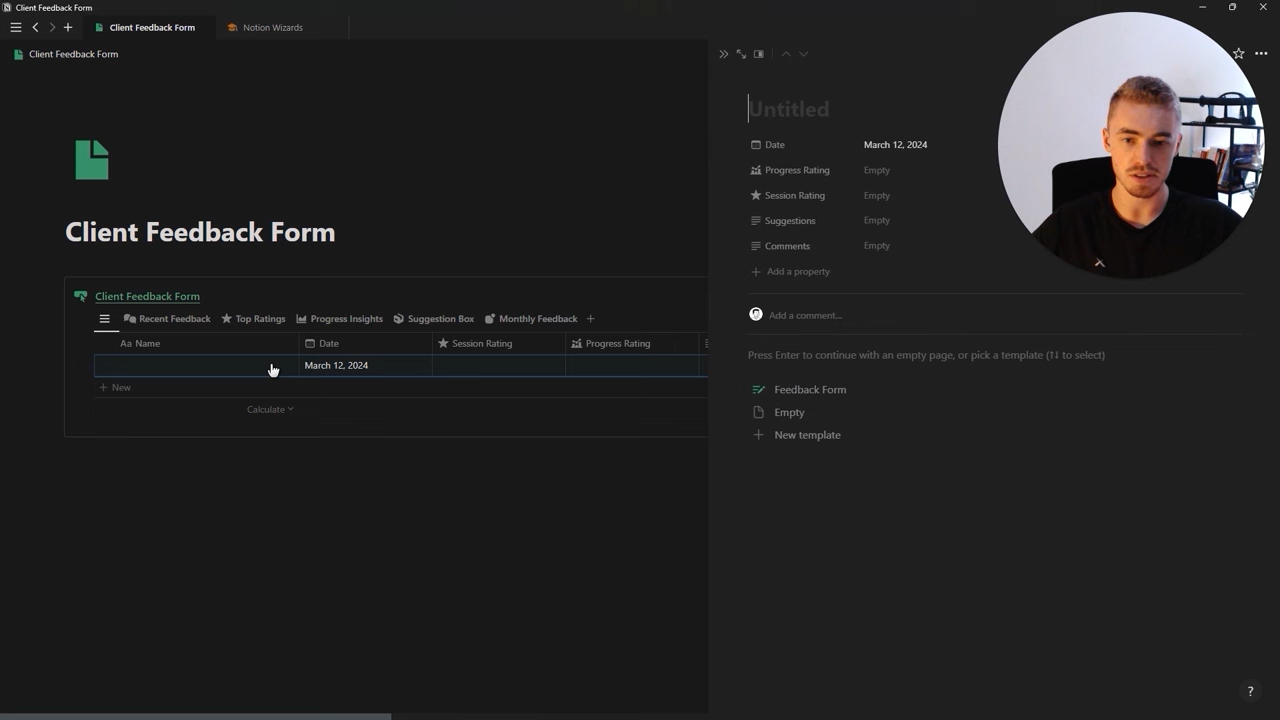 Client Feedback Form
Client Feedback Form
Notion Wizards
Client Feedback Form
Client Feedback Form
Client Feedback Form
Recent Feedback
Top Ratings
Progress Insights
Suggestion Box
Monthly Feedback
Aa Name
Date
Session Rating
Progress Rating
March 12, 2024
New
Calculate
Untitled
Date March 12, 2024
Progress Rating Empty
Session Rating Empty
Suggestions Empty
Comments Empty
Add a property
Add a comment...
Press Enter to continue with an empty page, or pick a template (↑↓ to select)
Feedback Form
Empty
New template
?